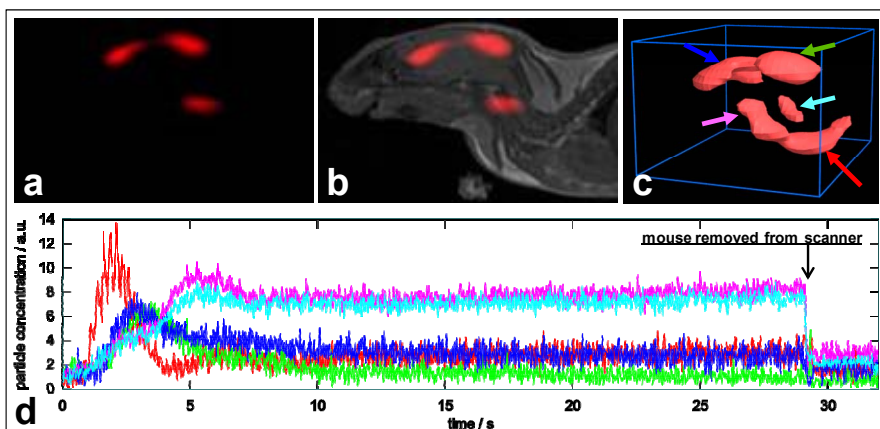 a
b
c
14
12
10
8
6
4
2
0
particle concentration / a.u.
mouse removed from scanner
d
0 5 10 15 20 25 30
time / s